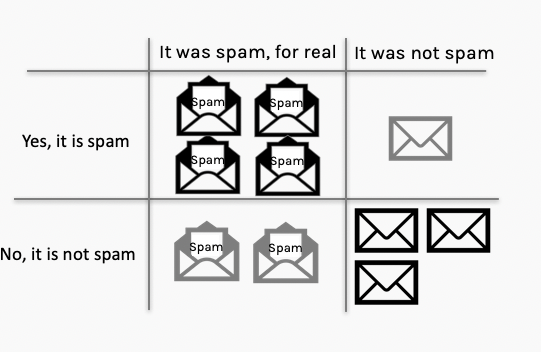 It was spam, for real
It was not spam
Spam
Spam
Yes, it is spam
Spam
Spam
No, it is not spam
Spam
Spam